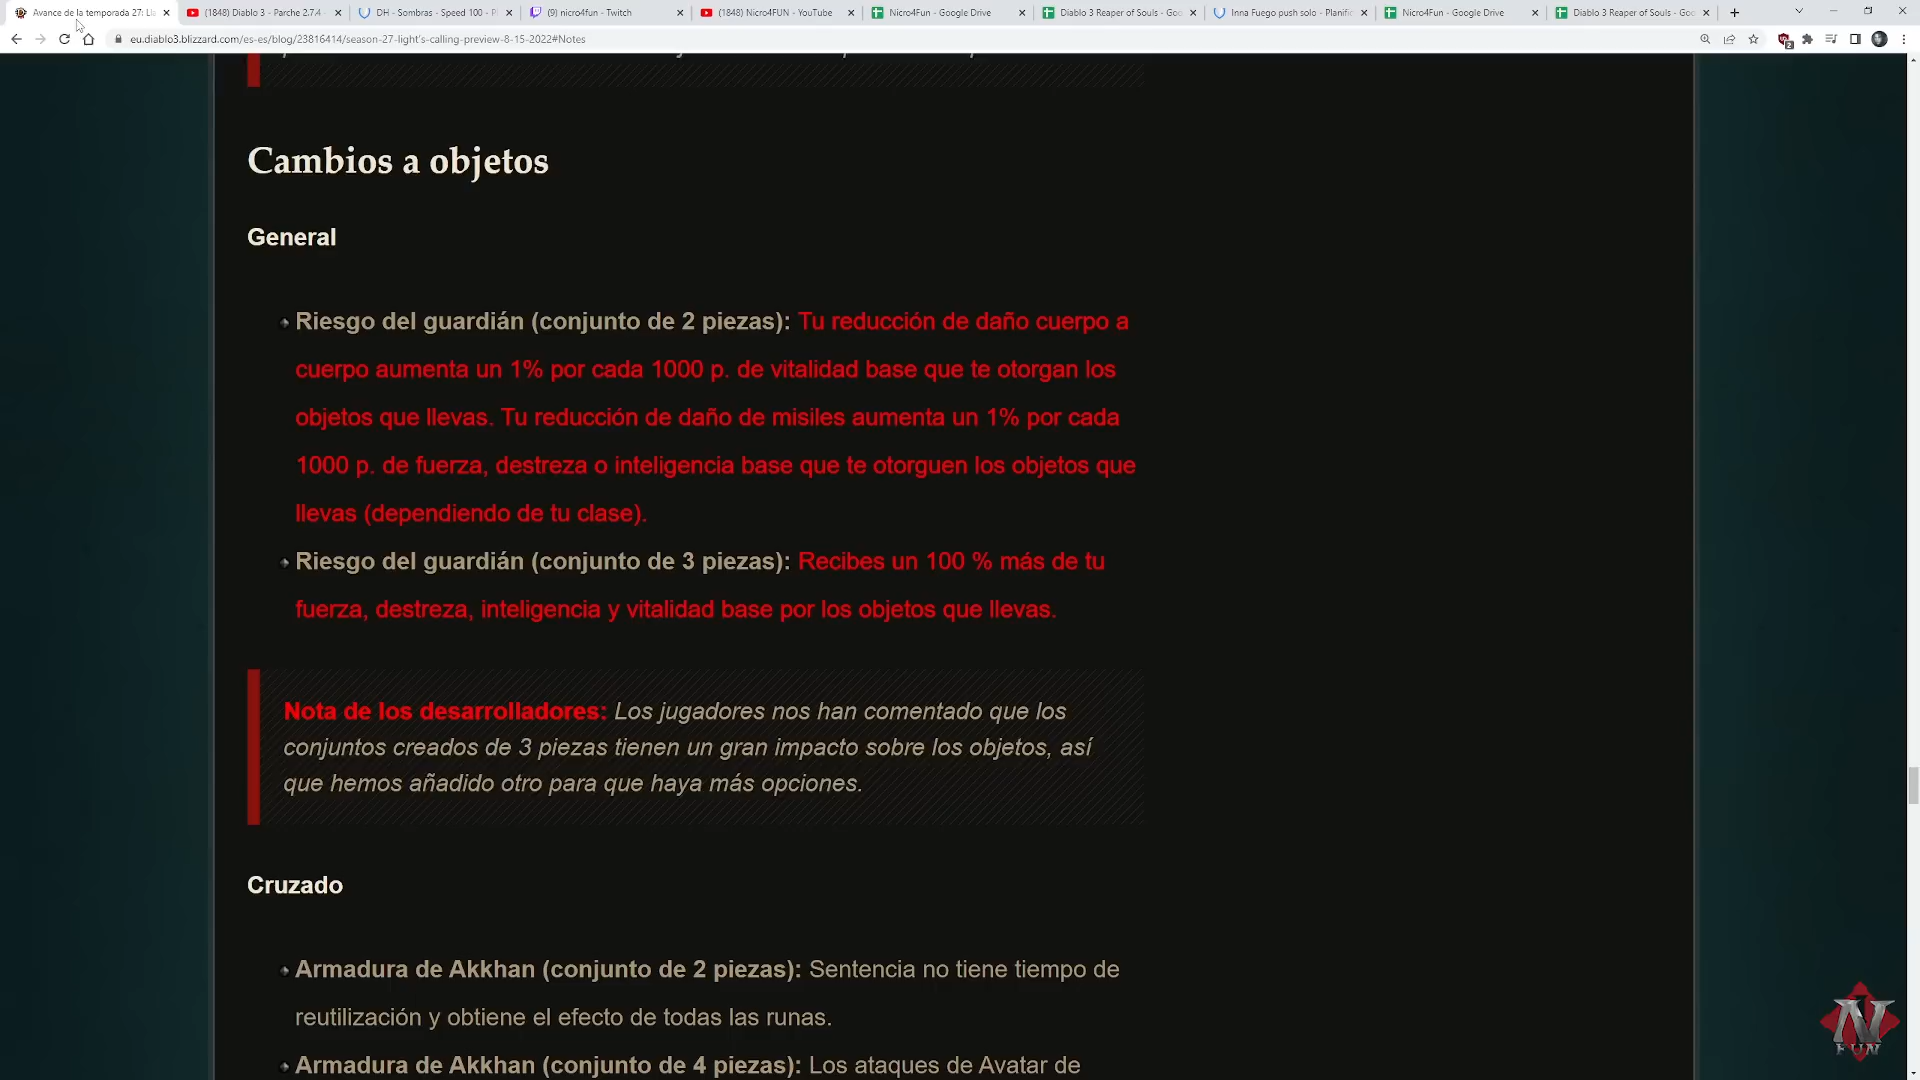 Avance de la temporada 27: Ll
(1848) Diablo 3 - Parche 2.7.4 -
DH - Sombras - Speed 100 - Pl
(9) nicro4fun - Twitch
(1848) Nicro4FUN - YouTube
Nicro4Fun - Google Drive
Diablo 3 Reaper of Souls - Goo
Inna Fuego push solo - Planific
Nicro4Fun - Google Drive
Diablo 3 Reaper of Souls - Goo
eu.diablo3.blizzard.com/es-es/blog/23816414/season-27-light's-calling-preview-8-15-2022#Notes
2
Cambios a objetos
General
Riesgo del guardián (conjunto de 2 piezas): Tu reducción de daño cuerpo a
cuerpo aumenta un 1% por cada 1000 p. de vitalidad base que te otorgan los
objetos que llevas. Tu reducción de daño de misiles aumenta un 1% por cada
1000 p. de fuerza, destreza o inteligencia base que te otorguen los objetos que
llevas (dependiendo de tu clase).
Riesgo del guardián (conjunto de 3 piezas): Recibes un 100 % más de tu
fuerza, destreza, inteligencia y vitalidad base por los objetos que llevas.
Nota de los desarrolladores: Los jugadores nos han comentado que los
conjuntos creados de 3 piezas tienen un gran impacto sobre los objetos, así
que hemos añadido otro para que haya más opciones.
Cruzado
Armadura de Akkhan (conjunto de 2 piezas): Sentencia no tiene tiempo de
reutilización y obtiene el efecto de todas las runas.
Armadura de Akkhan (conjunto de 4 piezas): Los ataques de Avatar de
N
FUN